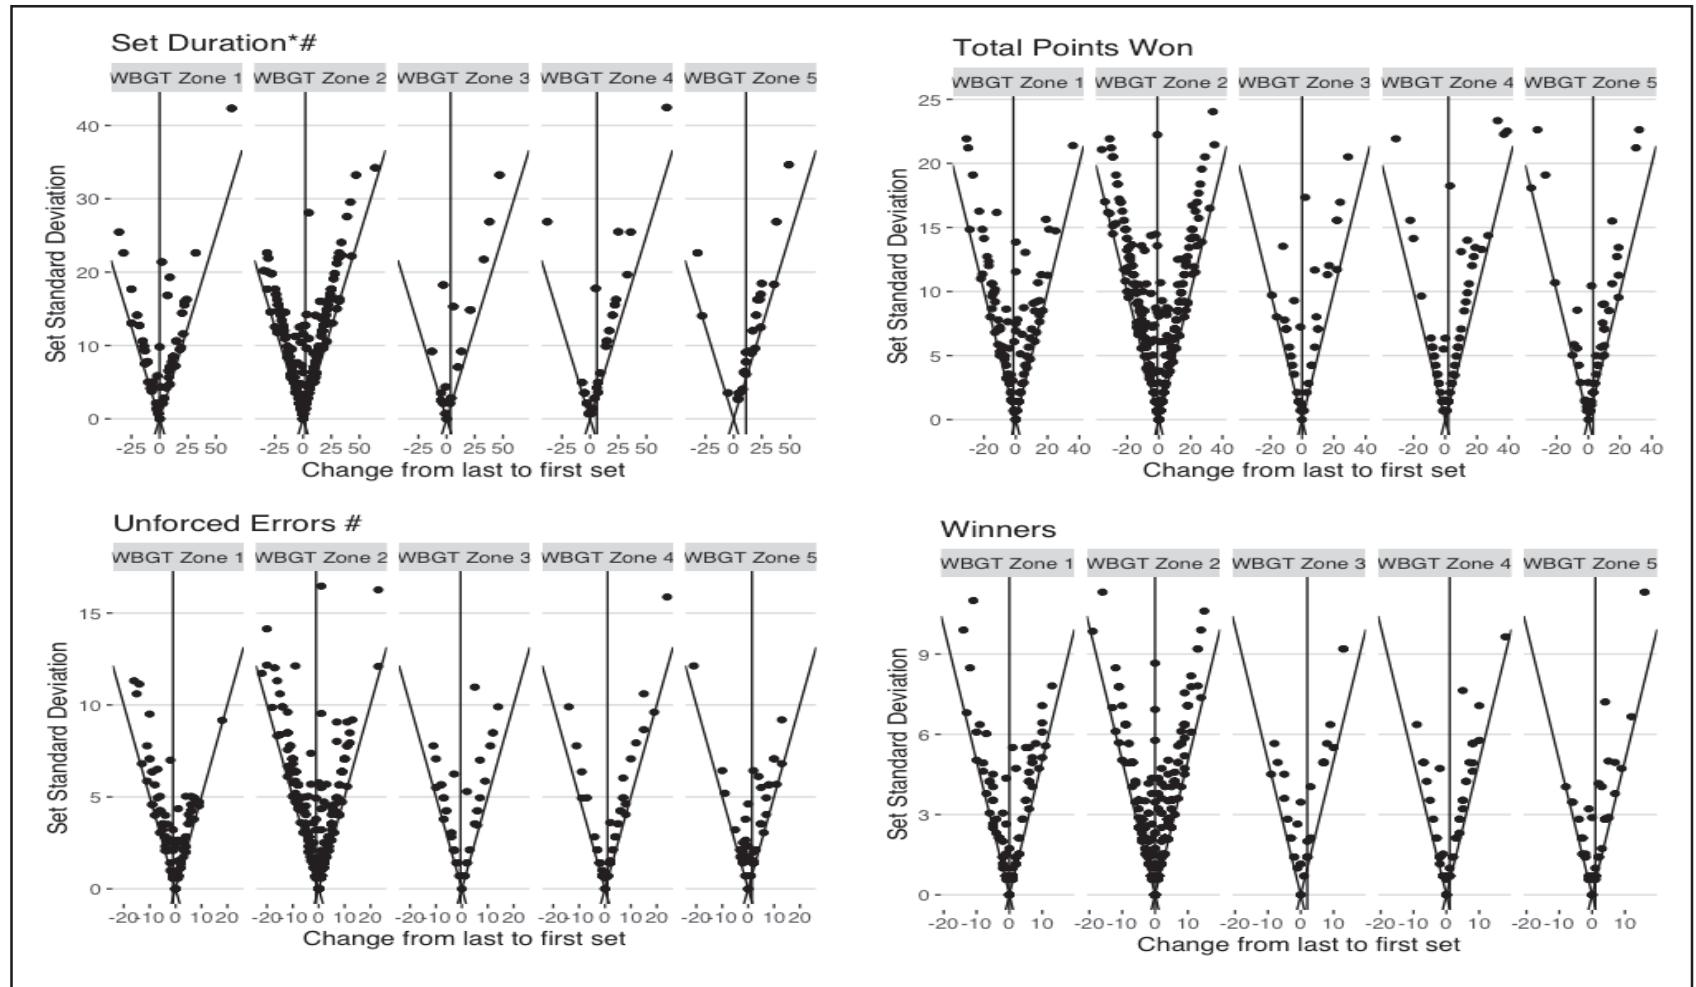 Set Duration*#
WBGT Zone 1 WBGT Zone 2 WBGT Zone 3 WBGT Zone 4 WBGT Zone 5
Set Standard Deviation
40
30
20
10
0
-25 0 25 50 -25 0 25 50 -25 0 25 50 -25 0 25 50 -25 0 25 50
Change from last to first set
Total Points Won
WBGT Zone 1 WBGT Zone 2 WBGT Zone 3 WBGT Zone 4 WBGT Zone 5
Set Standard Deviation
25
20
15
10
5
0
-20 0 20 40 -20 0 20 40 -20 0 20 40 -20 0 20 40 -20 0 20 40
Change from last to first set
Unforced Errors #
WBGT Zone 1 WBGT Zone 2 WBGT Zone 3 WBGT Zone 4 WBGT Zone 5
Set Standard Deviation
15
10
5
0
-20 -10 0 10 20 -20 -10 0 10 20 -20 -10 0 10 20 -20 -10 0 10 20 -20 -10 0 10 20
Change from last to first set
Winners
WBGT Zone 1 WBGT Zone 2 WBGT Zone 3 WBGT Zone 4 WBGT Zone 5
Set Standard Deviation
9
6
3
0
-20 -10 0 10 -20 -10 0 10 -20 -10 0 10 -20 -10 0 10 -20 -10 0 10
Change from last to first set